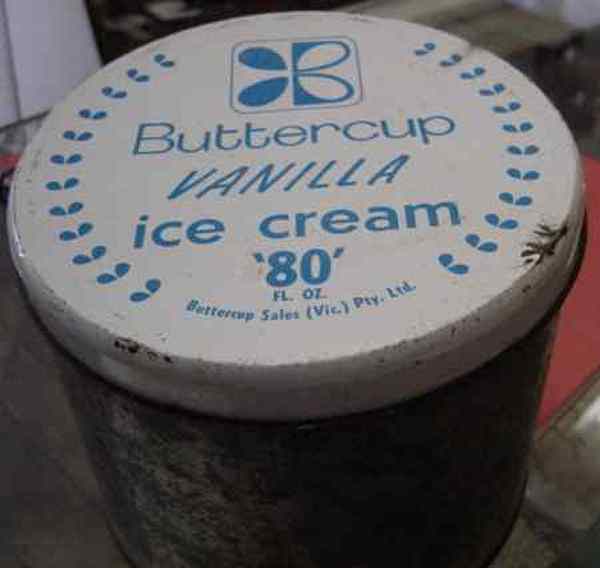 Buttercup
VANILLA
ice cream
'80'
FL. OZ.
Buttercup Sales (Vic.) Pty. Ltd.